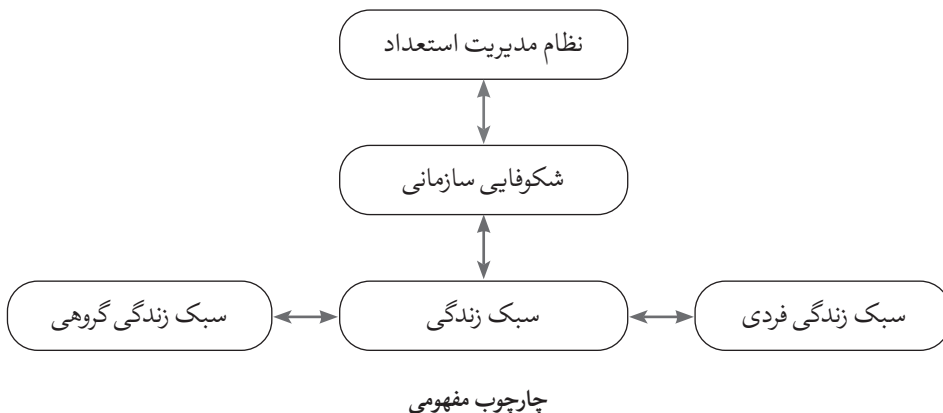 نظام مدیریت استعداد
شکوفایی سازمانی
سبک زندگی فردی
سبک زندگی
سبک زندگی گروهی
چارچوب مفهومی